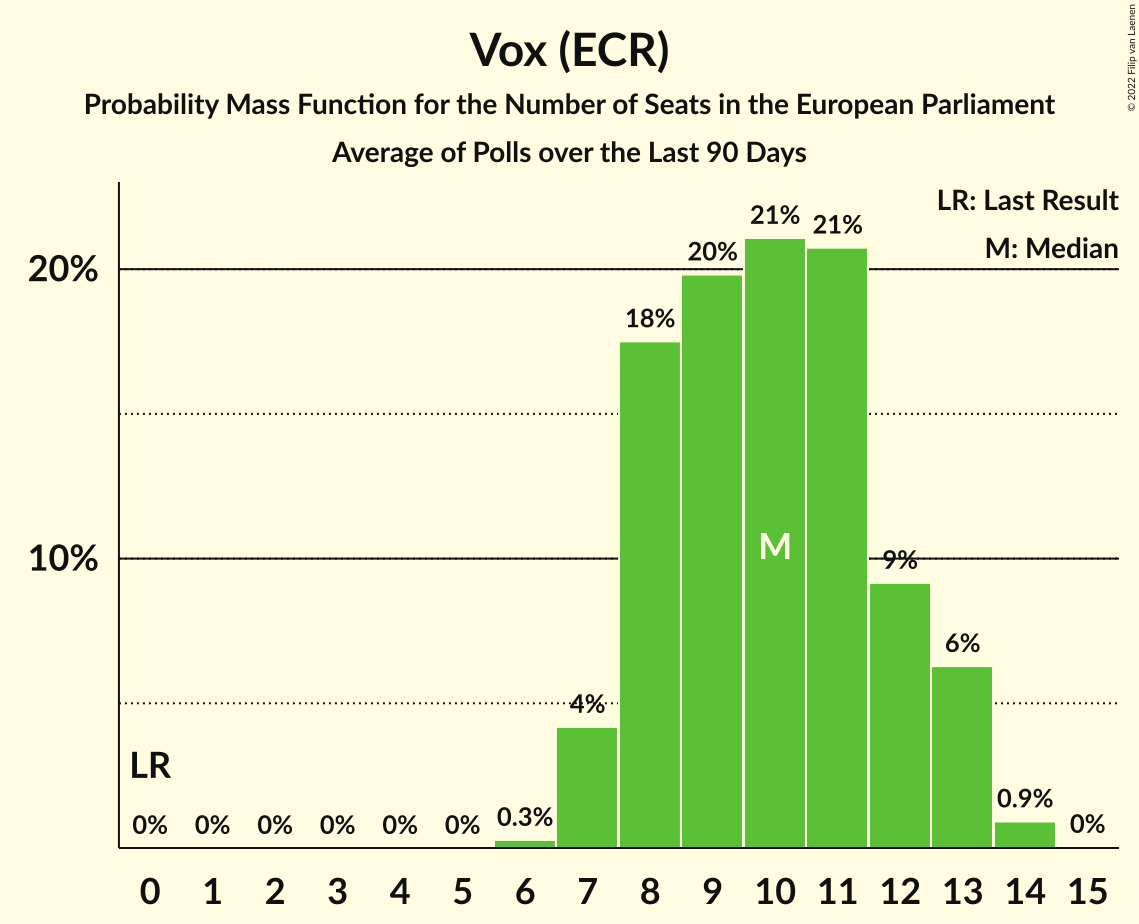 Vox (ECR)
Probability Mass Function for the Number of Seats in the European Parliament
Average of Polls over the Last 90 Days
© 2022 Filip van Laenen
LR: Last Result
M: Median
20%
10%
LR
0% 0% 0% 0% 0% 0% 0.3% 4% 18% 20% 21% 21% 9% 6% 0.9% 0%
M
0 1 2 3 4 5 6 7 8 9 10 11 12 13 14 15